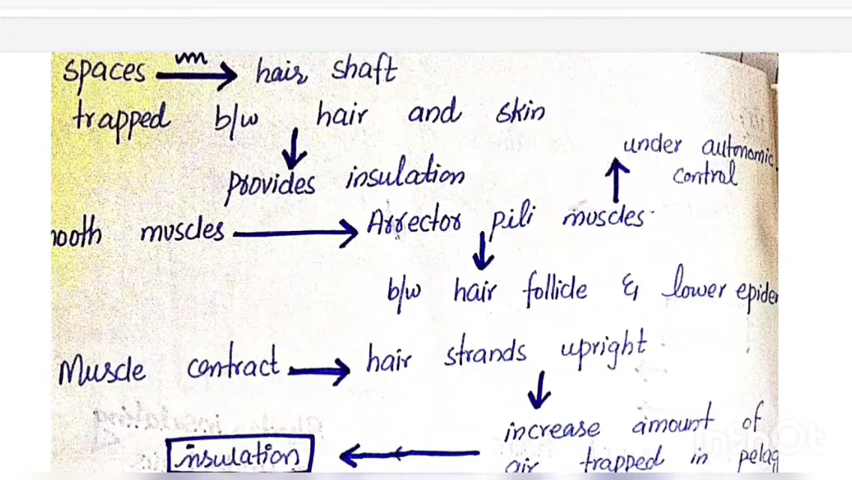 spaces → hair shaft
trapped b/w hair and skin
under autonomic
control
provides insulation
ooth muscles → Arrector pili muscles
b/w hair follicle & lower epider
Muscle contract → hair strands upright
increase amount of
insulation ← air trapped in pelag
InShot